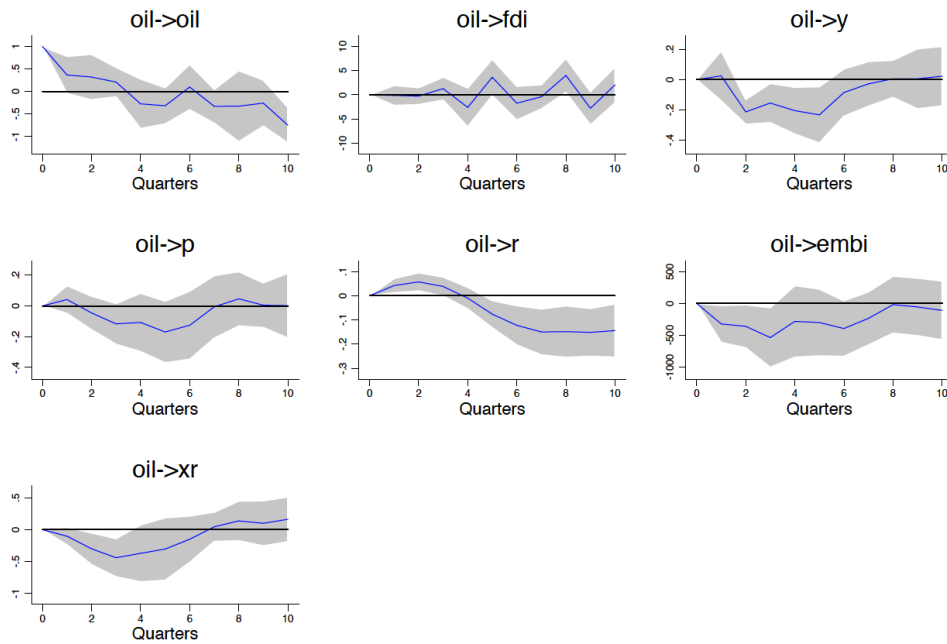 oil->oil
1
.5
0
-.5
-1
0 2 4 6 8 10
Quarters
oil->fdi
10
5
0
-5
-10
0 2 4 6 8 10
Quarters
oil->y
.2
0
-.2
-.4
0 2 4 6 8 10
Quarters
oil->p
.2
0
-.2
-.4
0 2 4 6 8 10
Quarters
oil->r
.1
0
-.1
-.2
-.3
0 2 4 6 8 10
Quarters
oil->embi
500
0
-500
-1000
0 2 4 6 8 10
Quarters
oil->xr
.5
0
-.5
-1
0 2 4 6 8 10
Quarters